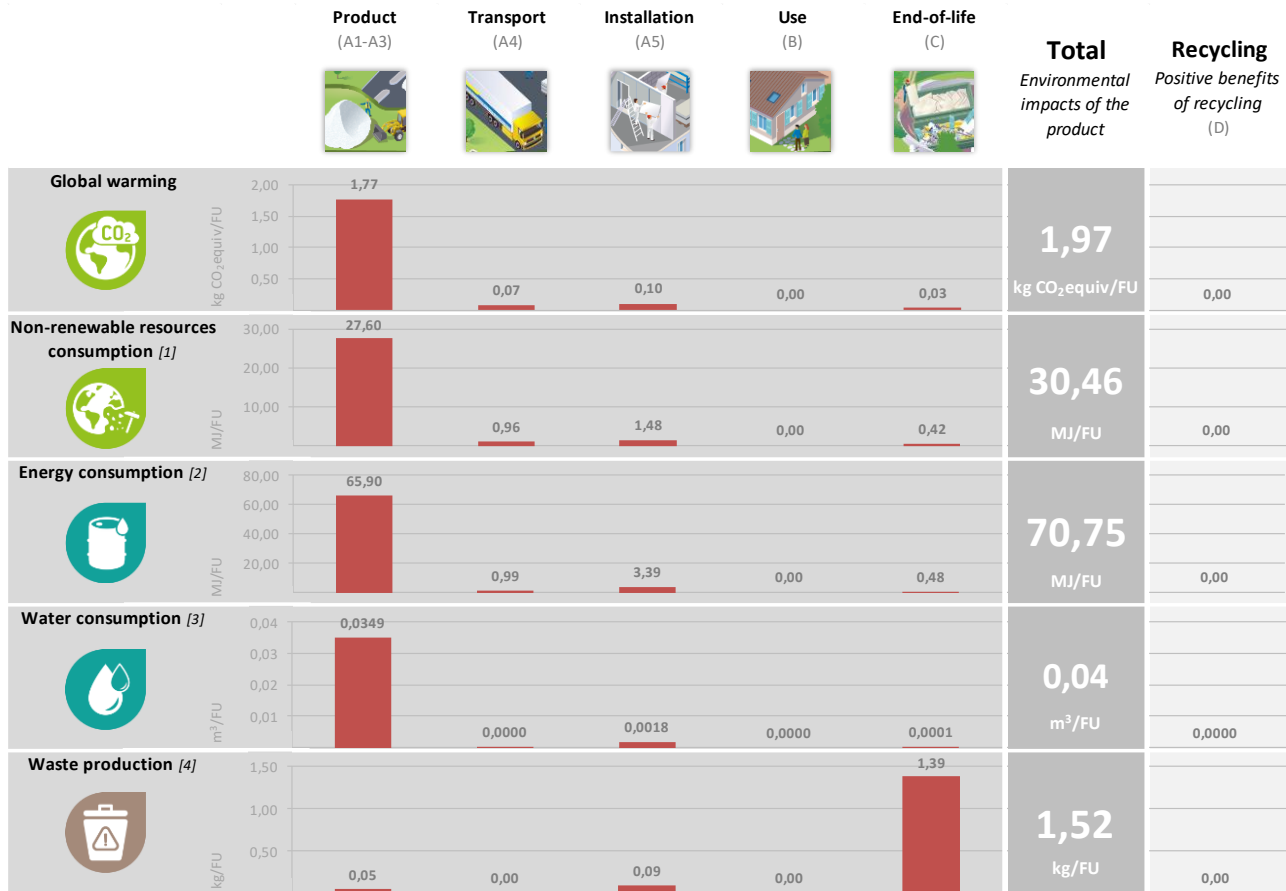 Product
(A1-A3)
Transport
(A4)
Installation
(A5)
Use
(B)
End-of-life
(C)
Total
Environmental
impacts of the
product
Recycling
Positive benefits
of recycling
(D)
Global warming
CO2
kg CO2equiv/FU
2,00
1,50
1,00
0,50
1,77
0,07
0,10
0,00
0,03
1,97
kg CO2equiv/FU
0,00
Non-renewable resources
consumption [1]
MJ/FU
30,00
20,00
10,00
27,60
0,96
1,48
0,00
0,42
30,46
MJ/FU
0,00
Energy consumption [2]
MJ/FU
80,00
60,00
40,00
20,00
65,90
0,99
3,39
0,00
0,48
70,75
MJ/FU
0,00
Water consumption [3]
m³/FU
0,04
0,03
0,02
0,01
0,0349
0,0000
0,0018
0,0000
0,0001
0,04
m³/FU
0,0000
Waste production [4]
kg/FU
1,50
1,00
0,50
0,05
0,00
0,09
0,00
1,39
1,52
kg/FU
0,00